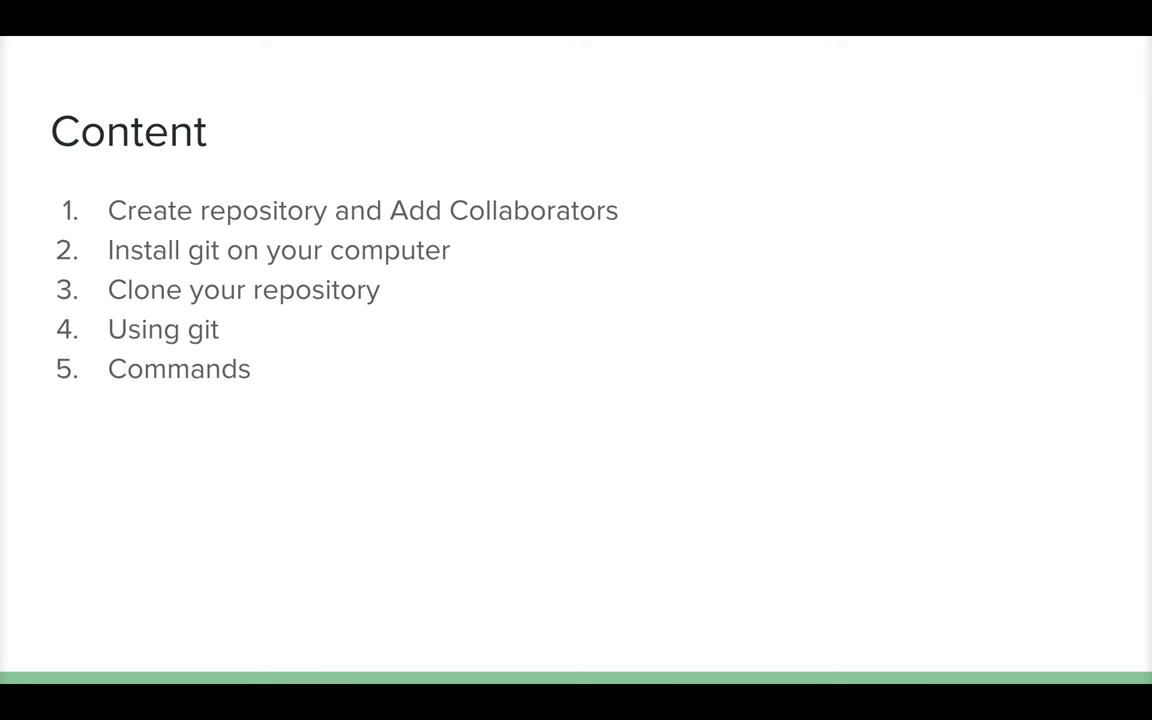 Content
1. Create repository and Add Collaborators
2. Install git on your computer
3. Clone your repository
4. Using git
5. Commands